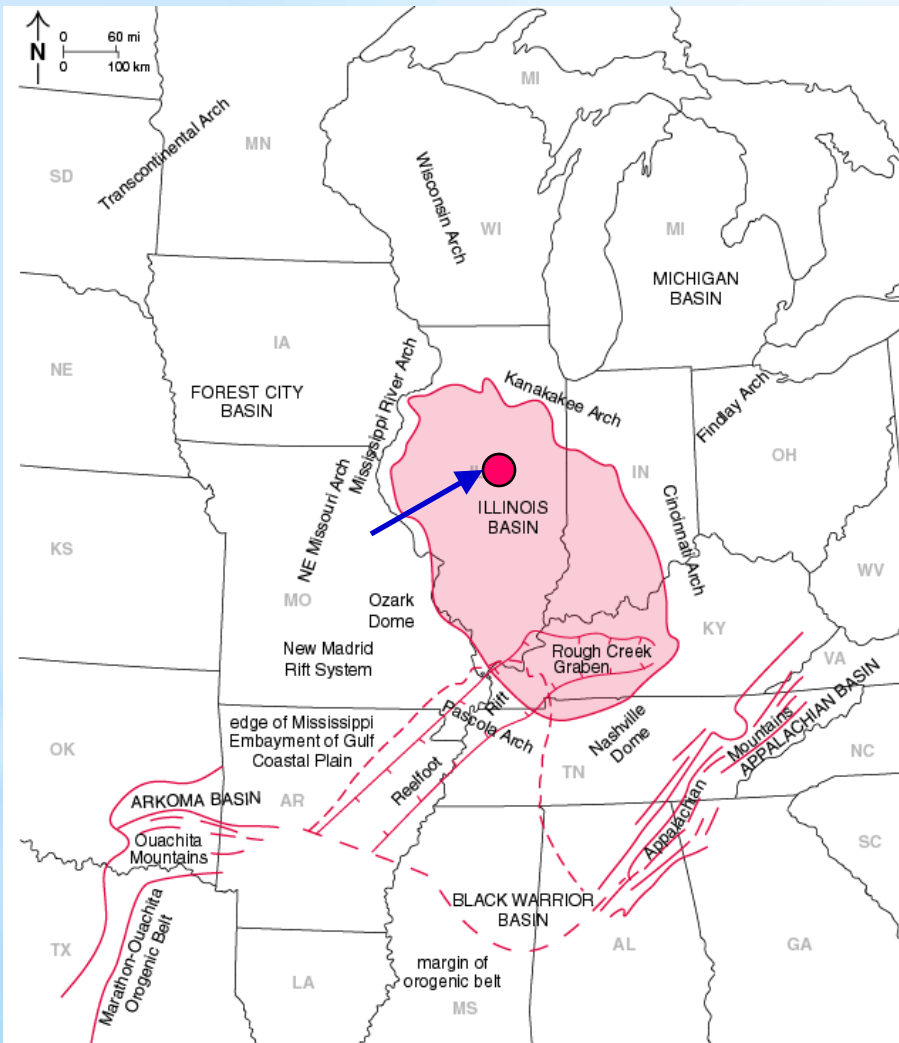 N
0 60 mi
0 100 km
MI
MN
SD
Transcontinental Arch
Wisconsin Arch
WI
MI
MICHIGAN
BASIN
IA
NE
FOREST CITY
BASIN
Mississippi River Arch
Kanakakee Arch
Findlay Arch
OH
IN
ILLINOIS
BASIN
NE Missouri Arch
Cincinnati Arch
KS
WV
MO
Ozark
Dome
KY
New Madrid
Rift System
Rough Creek
Graben
VA
edge of Mississippi
Embayment of Gulf
Coastal Plain
Rift
Pascola Arch
Nashville
Dome
Mountains
APPALACHIAN BASIN
OK
NC
TN
Reelfoot
ARKOMA BASIN
AR
Appalachian
Ouachita
Mountains
SC
BLACK WARRIOR
BASIN
TX
Marathon-Ouachita
Orogenic Belt
AL
GA
LA
margin of
orogenic belt
MS